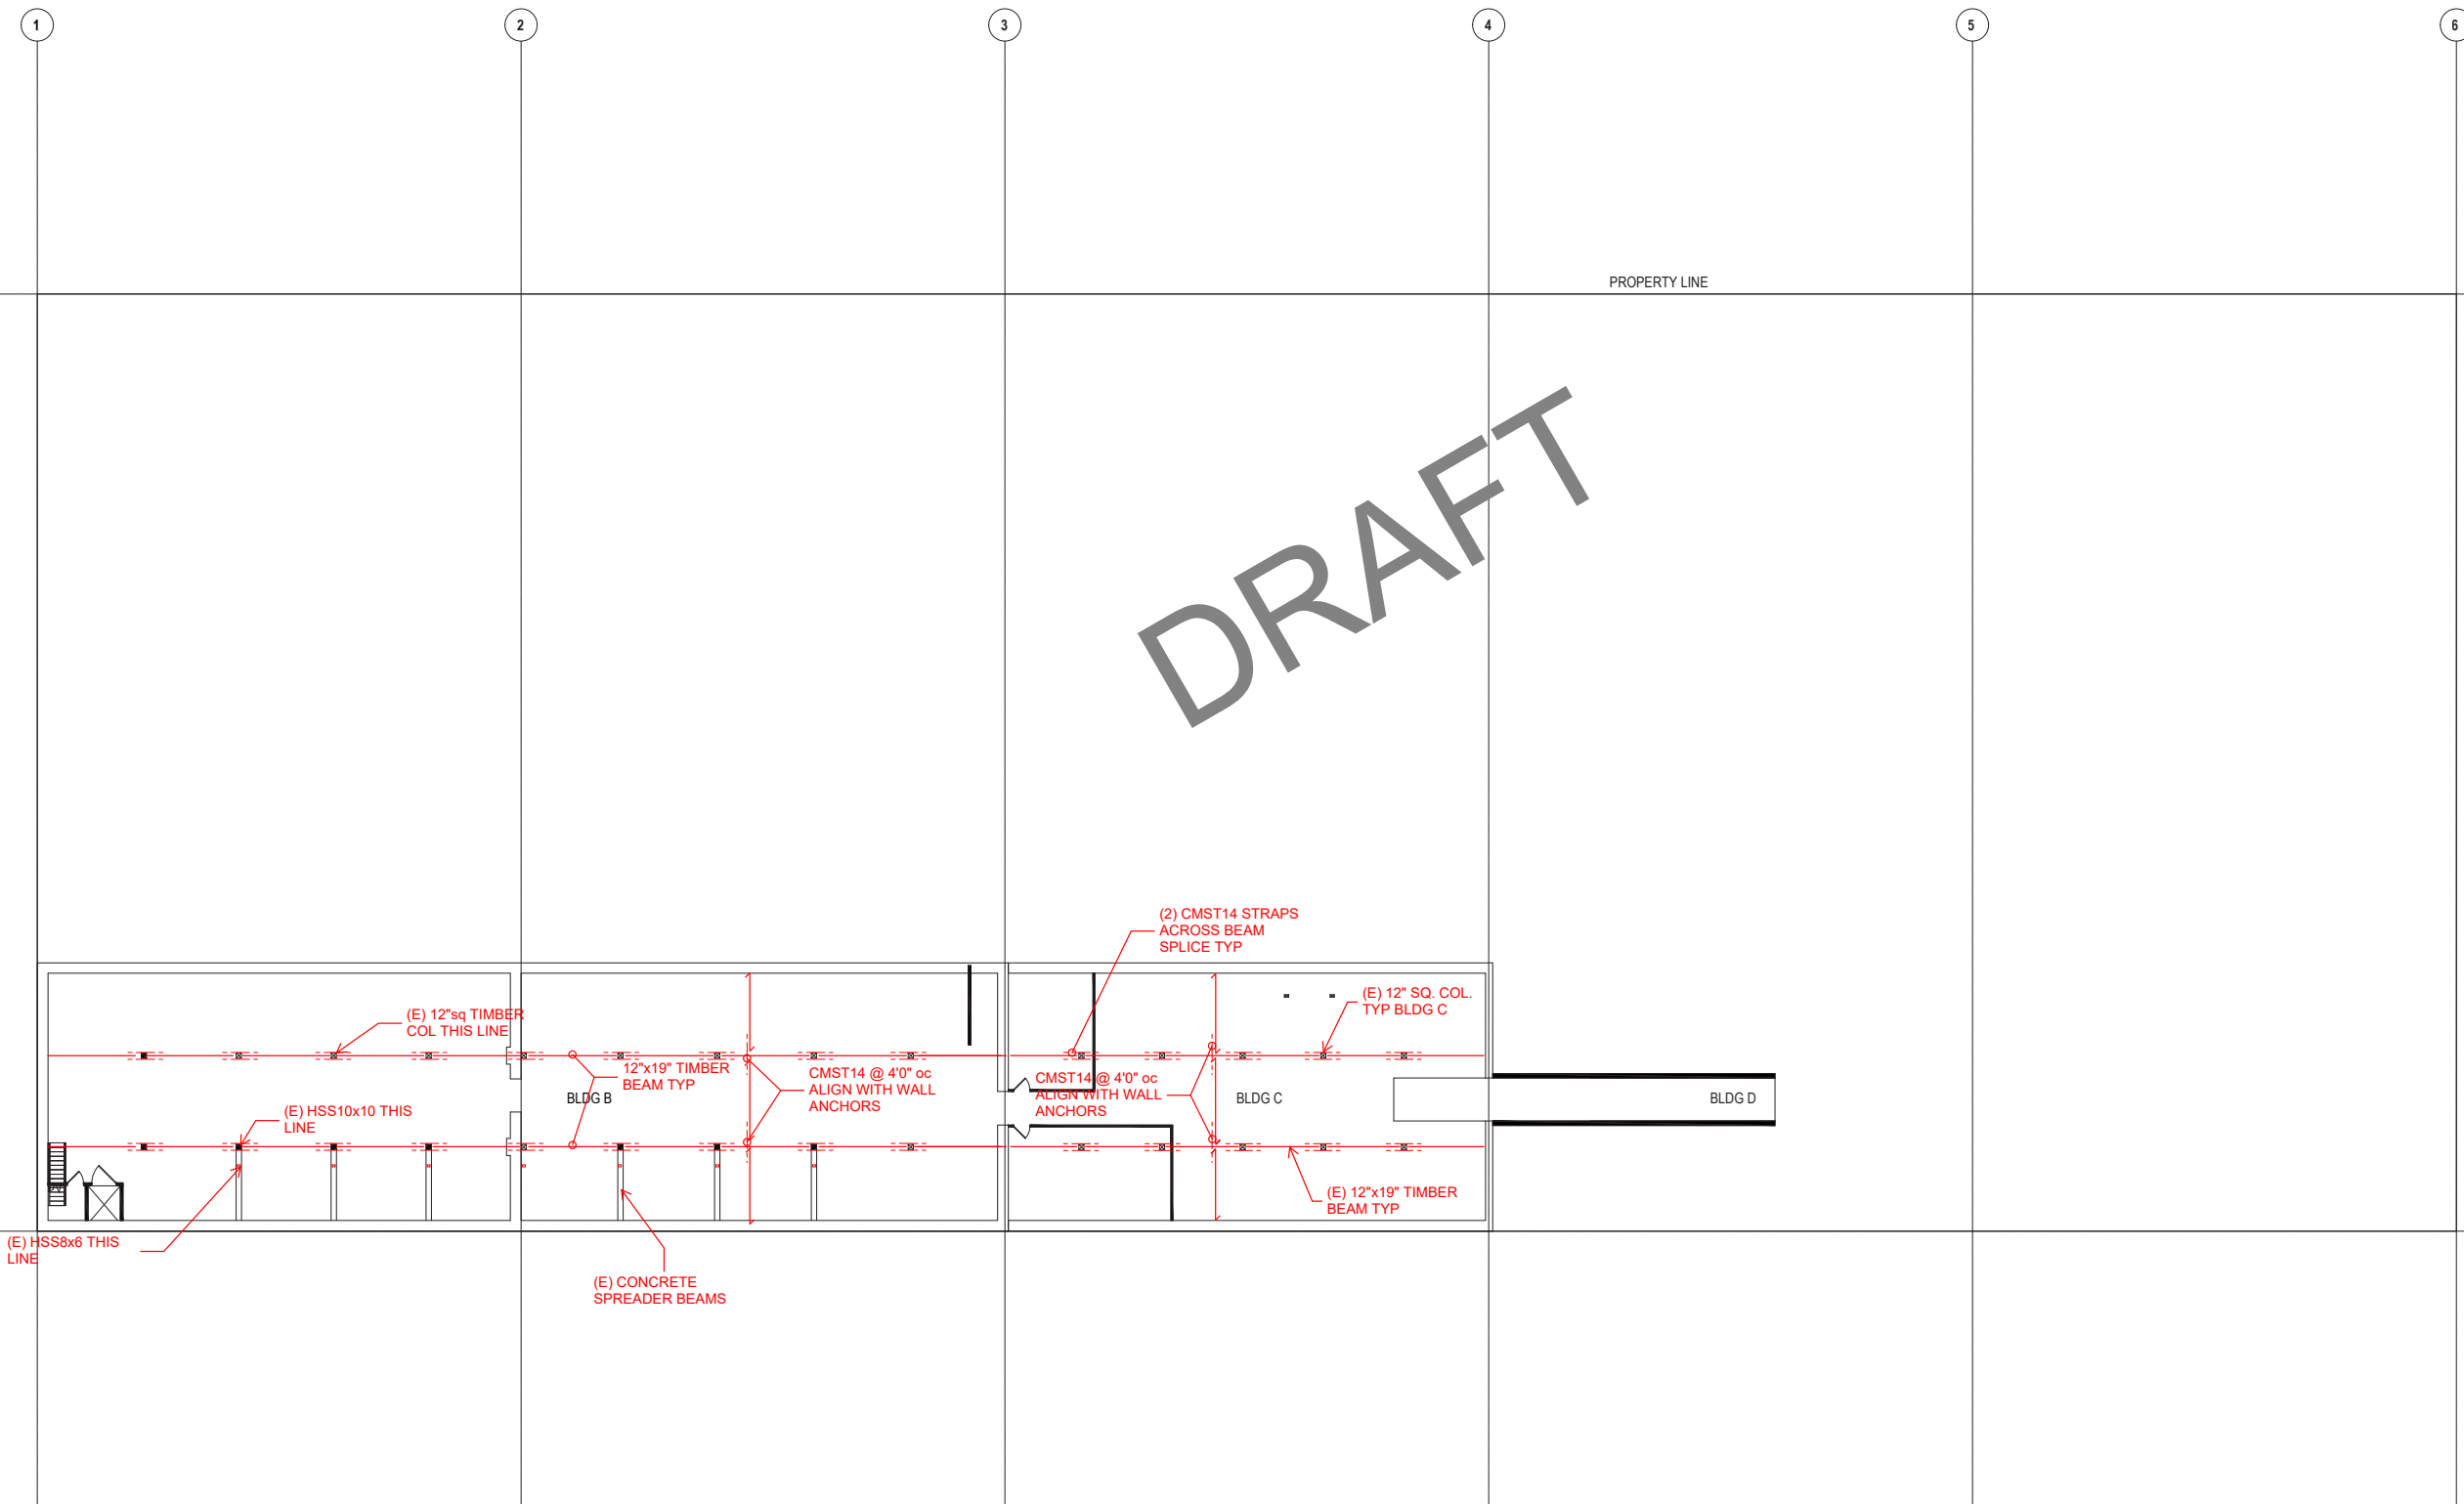 1
2
3
4
5
6
PROPERTY LINE
DRAFT
(2) CMST14 STRAPS
ACROSS BEAM
SPLICE TYP
(E) 12"sq TIMBER
COL THIS LINE
(E) 12" SQ. COL.
TYP BLDG C
12"x19" TIMBER
BEAM TYP
CMST14 @ 4'0" oc
ALIGN WITH WALL
ANCHORS
CMST14 @ 4'0" oc
ALIGN WITH WALL
ANCHORS
BLDG B
BLDG C
BLDG D
(E) HSS10x10 THIS
LINE
(E) 12"x19" TIMBER
BEAM TYP
(E) HSS8x6 THIS
LINE
(E) CONCRETE
SPREADER BEAMS